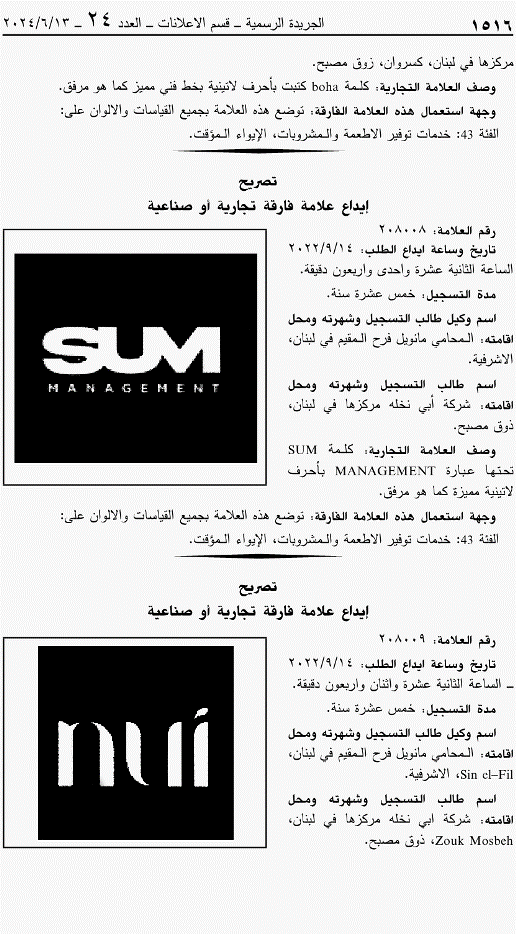 ١٥١٦ الجريدة الرسمية ــ قسم الاعلانات ــ العدد ٢٤ ــ ٢٠٢٤/٦/١٣
مركزها في لبنان، كسروان، زوق مصبح.
وصف العلامة التجارية: كلمة boha كتبت بأحرف لاتينية بخط فني مميز كما هو مرفق.
وجهة استعمال هذه العلامة الفارقة: توضع هذه العلامة بجميع القياسات والالوان على:
الفئة 43: خدمات توفير الاطعمة والمشروبات، الإيواء المؤقت.
تصريح
إيداع علامة فارقة تجارية أو صناعية
رقم العلامة: ٢٠٨٠٠٨
تاريخ وساعة ايداع الطلب: ٢٠٢٢/٩/١٤
الساعة الثانية عشرة واحدى واربعون دقيقة.
مدة التسجيل: خمس عشرة سنة.
اسم وكيل طالب التسجيل وشهرته ومحل
اقامته: المحامي مانويل فرح المقيم في لبنان،
الاشرفية.
اسم طالب التسجيل وشهرته ومحل
اقامته: شركة أبي نخله مركزها في لبنان،
ذوق مصبح.
وصف العلامة التجارية: كلمة SUM
تحتها عبارة MANAGEMENT بأحرف
لاتينية مميزة كما هو مرفق.
SUM
MANAGEMENT
وجهة استعمال هذه العلامة الفارقة: توضع هذه العلامة بجميع القياسات والالوان على:
الفئة 43: خدمات توفير الاطعمة والمشروبات، الإيواء المؤقت.
تصريح
إيداع علامة فارقة تجارية أو صناعية
رقم العلامة: ٢٠٨٠٠٩
تاريخ وساعة ايداع الطلب: ٢٠٢٢/٩/١٤
ــ الساعة الثانية عشرة واثنان واربعون دقيقة.
مدة التسجيل: خمس عشرة سنة.
اسم وكيل طالب التسجيل وشهرته ومحل
اقامته: المحامي مانويل فرح المقيم في لبنان،
Sin el–Fil، الاشرفية.
اسم طالب التسجيل وشهرته ومحل
اقامته: شركة ابي نخله مركزها في لبنان،
Zouk Mosbeh، ذوق مصبح.
nuí